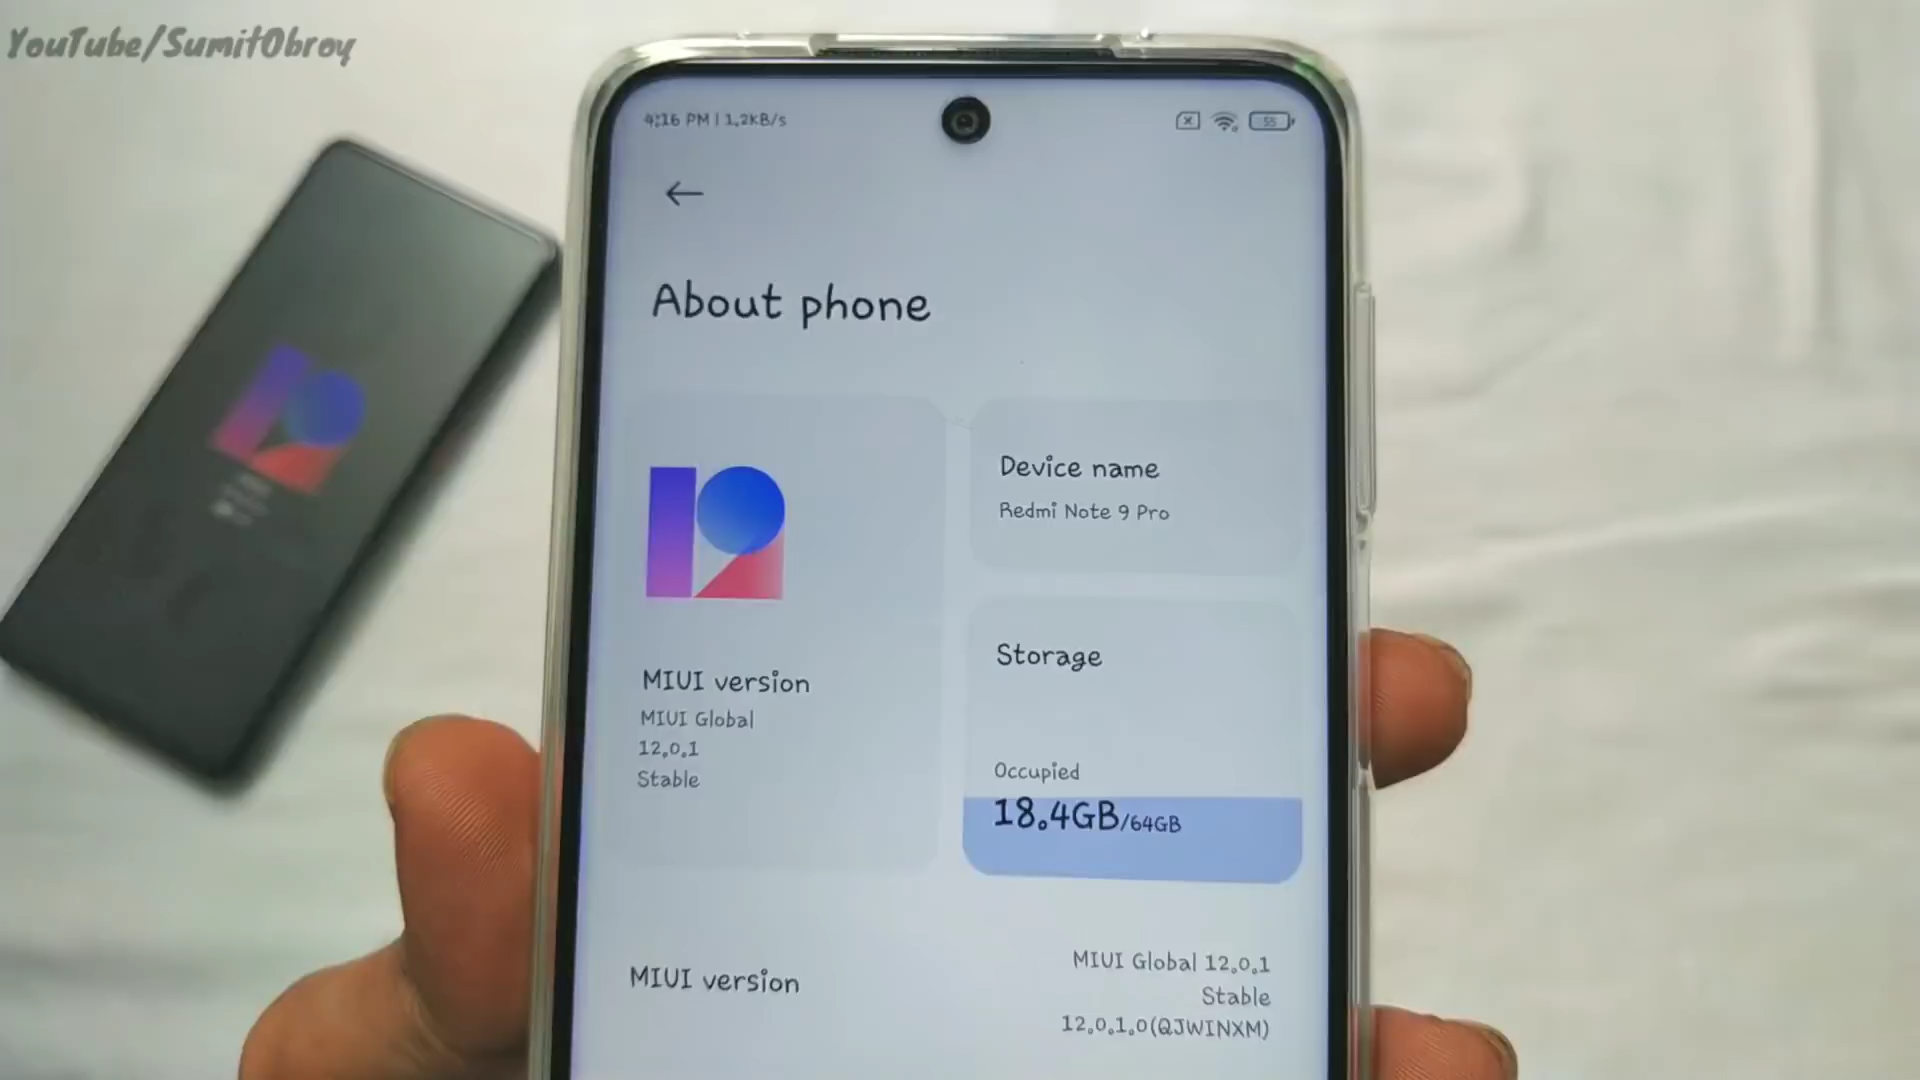 YouTube/SumitObroy
4:16 PM | 1.2KB/s
55
About phone
Device name
Redmi Note 9 Pro
MIUI version
MIUI Global
12.0.1
Stable
Storage
Occupied
18.4GB/64GB
MIUI version
MIUI Global 12.0.1
Stable
12.0.1.0(QJWINXM)